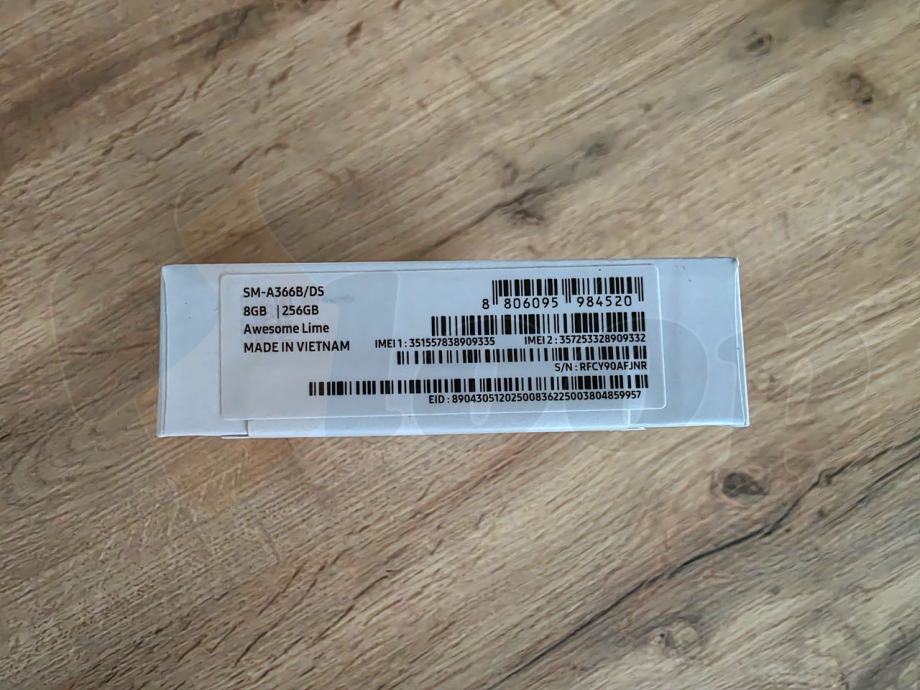 SM-A366B/DS
8GB | 256GB
Awesome Lime
MADE IN VIETNAM
8 806095 984520
IMEI 1 : 351557838909335 IMEI 2 : 357253328909332
S/N : RFCY90AFJNR
EID : 89043051202500836225003804859957